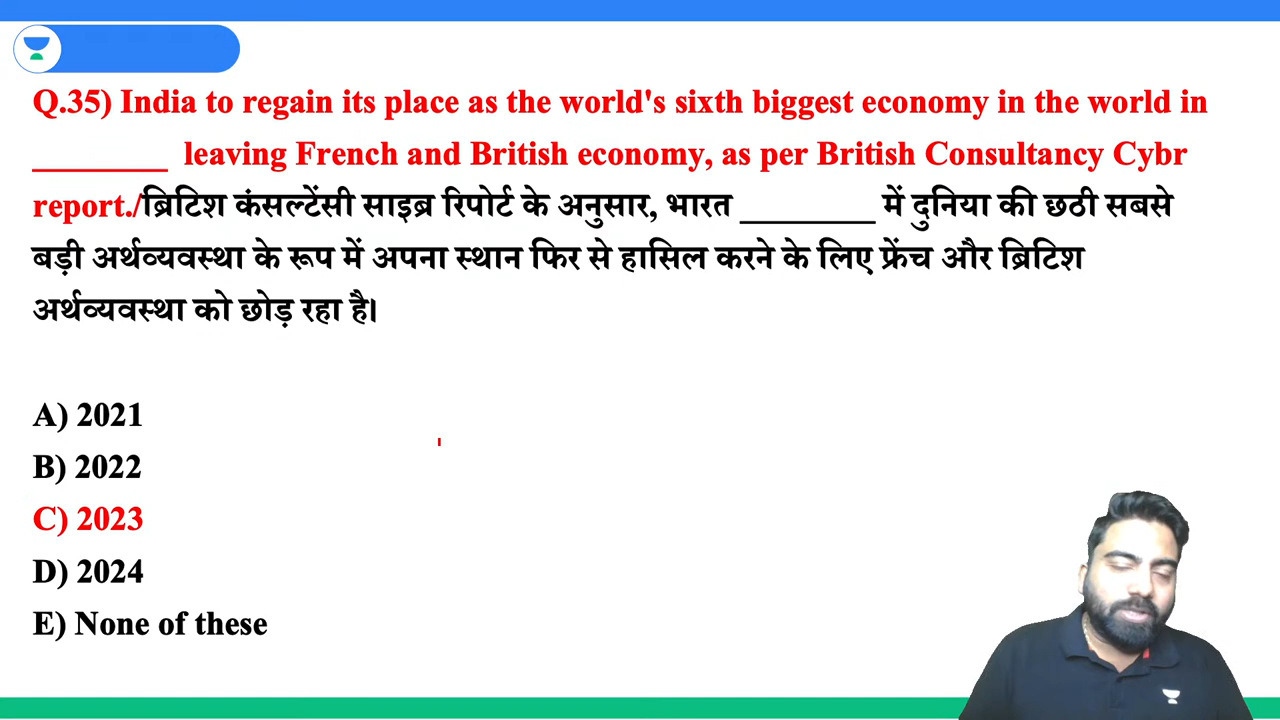 Q.35) India to regain its place as the world's sixth biggest economy in the world in
________ leaving French and British economy, as per British Consultancy Cybr
report./ब्रिटिश कंसल्टेंसी साइब्र रिपोर्ट के अनुसार, भारत ________ में दुनिया की छठी सबसे
बड़ी अर्थव्यवस्था के रूप में अपना स्थान फिर से हासिल करने के लिए फ्रेंच और ब्रिटिश
अर्थव्यवस्था को छोड़ रहा है।
A) 2021
B) 2022
C) 2023
D) 2024
E) None of these